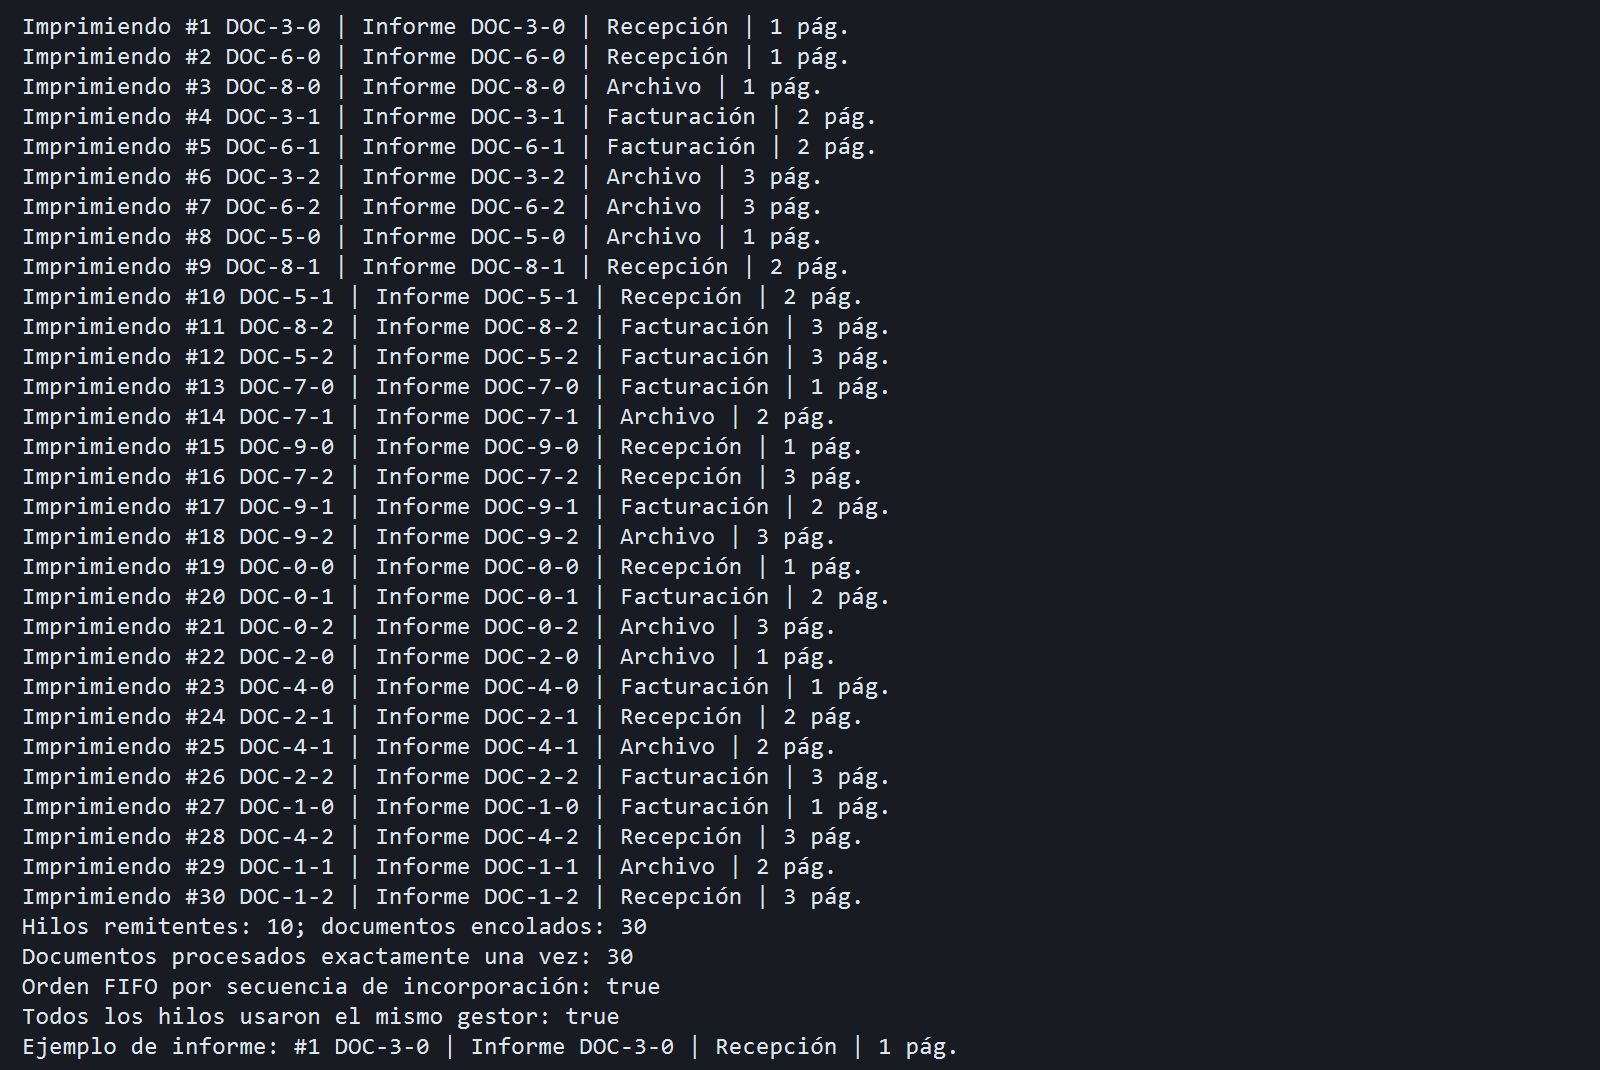 Imprimiendo #1 DOC-3-0 | Informe DOC-3-0 | Recepción | 1 pág.
Imprimiendo #2 DOC-6-0 | Informe DOC-6-0 | Recepción | 1 pág.
Imprimiendo #3 DOC-8-0 | Informe DOC-8-0 | Archivo | 1 pág.
Imprimiendo #4 DOC-3-1 | Informe DOC-3-1 | Facturación | 2 pág.
Imprimiendo #5 DOC-6-1 | Informe DOC-6-1 | Facturación | 2 pág.
Imprimiendo #6 DOC-3-2 | Informe DOC-3-2 | Archivo | 3 pág.
Imprimiendo #7 DOC-6-2 | Informe DOC-6-2 | Archivo | 3 pág.
Imprimiendo #8 DOC-5-0 | Informe DOC-5-0 | Archivo | 1 pág.
Imprimiendo #9 DOC-8-1 | Informe DOC-8-1 | Recepción | 2 pág.
Imprimiendo #10 DOC-5-1 | Informe DOC-5-1 | Recepción | 2 pág.
Imprimiendo #11 DOC-8-2 | Informe DOC-8-2 | Facturación | 3 pág.
Imprimiendo #12 DOC-5-2 | Informe DOC-5-2 | Facturación | 3 pág.
Imprimiendo #13 DOC-7-0 | Informe DOC-7-0 | Facturación | 1 pág.
Imprimiendo #14 DOC-7-1 | Informe DOC-7-1 | Archivo | 2 pág.
Imprimiendo #15 DOC-9-0 | Informe DOC-9-0 | Recepción | 1 pág.
Imprimiendo #16 DOC-7-2 | Informe DOC-7-2 | Recepción | 3 pág.
Imprimiendo #17 DOC-9-1 | Informe DOC-9-1 | Facturación | 2 pág.
Imprimiendo #18 DOC-9-2 | Informe DOC-9-2 | Archivo | 3 pág.
Imprimiendo #19 DOC-0-0 | Informe DOC-0-0 | Recepción | 1 pág.
Imprimiendo #20 DOC-0-1 | Informe DOC-0-1 | Facturación | 2 pág.
Imprimiendo #21 DOC-0-2 | Informe DOC-0-2 | Archivo | 3 pág.
Imprimiendo #22 DOC-2-0 | Informe DOC-2-0 | Archivo | 1 pág.
Imprimiendo #23 DOC-4-0 | Informe DOC-4-0 | Facturación | 1 pág.
Imprimiendo #24 DOC-2-1 | Informe DOC-2-1 | Recepción | 2 pág.
Imprimiendo #25 DOC-4-1 | Informe DOC-4-1 | Archivo | 2 pág.
Imprimiendo #26 DOC-2-2 | Informe DOC-2-2 | Facturación | 3 pág.
Imprimiendo #27 DOC-1-0 | Informe DOC-1-0 | Facturación | 1 pág.
Imprimiendo #28 DOC-4-2 | Informe DOC-4-2 | Recepción | 3 pág.
Imprimiendo #29 DOC-1-1 | Informe DOC-1-1 | Archivo | 2 pág.
Imprimiendo #30 DOC-1-2 | Informe DOC-1-2 | Recepción | 3 pág.
Hilos remitentes: 10; documentos encolados: 30
Documentos procesados exactamente una vez: 30
Orden FIFO por secuencia de incorporación: true
Todos los hilos usaron el mismo gestor: true
Ejemplo de informe: #1 DOC-3-0 | Informe DOC-3-0 | Recepción | 1 pág.